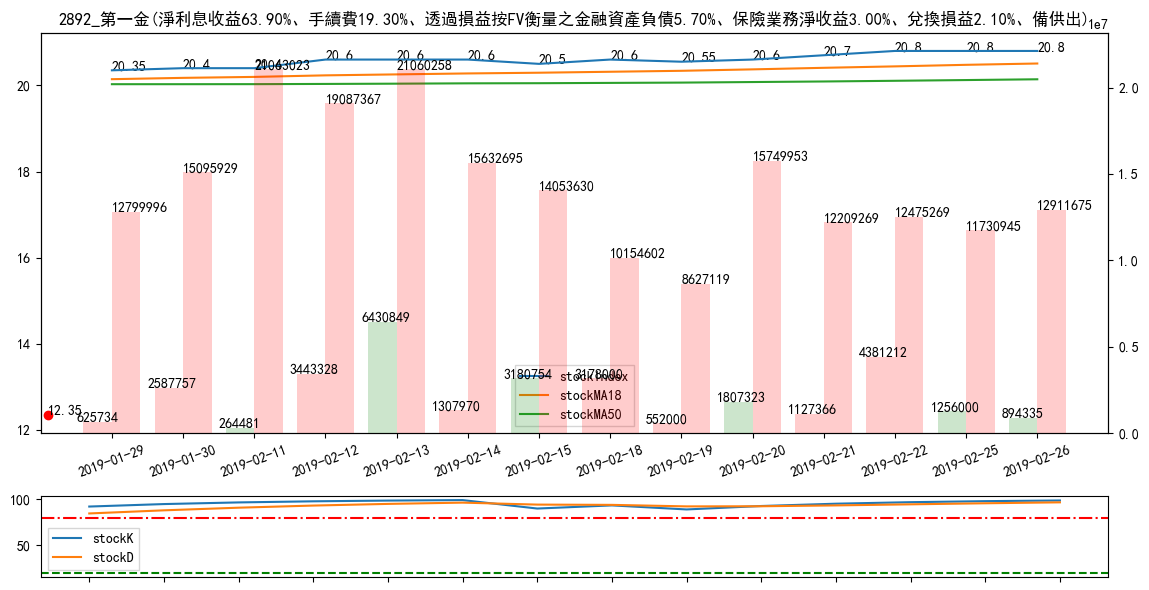 2892_第一金(淨利息收益63.90%、手續費19.30%、透過損益按FV衡量之金融資產負債5.70%、保險業務淨收益3.00%、兌換損益2.10%、備供出)
1e7
20.35 20.4 20.4 20.6 20.6 20.6 20.5 20.6 20.55 20.6 20.7 20.8 20.8 20.8
21043023 21060258
20 2.0
19087367
18 15095929 15632695 15749953
14053630 1.5
12799996 12209269 12475269 11730945 12911675
16 10154602 1.0
8627119
6430849
14 0.5
3443328 3180754 3178000 4381212
2587757 stockIndex
stockMA18
stockMA50
12.35 625734 264481 1307970 552000 1807323 1127366 1256000 894335
12 0.0
2019-01-29 2019-01-30 2019-02-11 2019-02-12 2019-02-13 2019-02-14 2019-02-15 2019-02-18 2019-02-19 2019-02-20 2019-02-21 2019-02-22 2019-02-25 2019-02-26
100
50
stockK
stockD